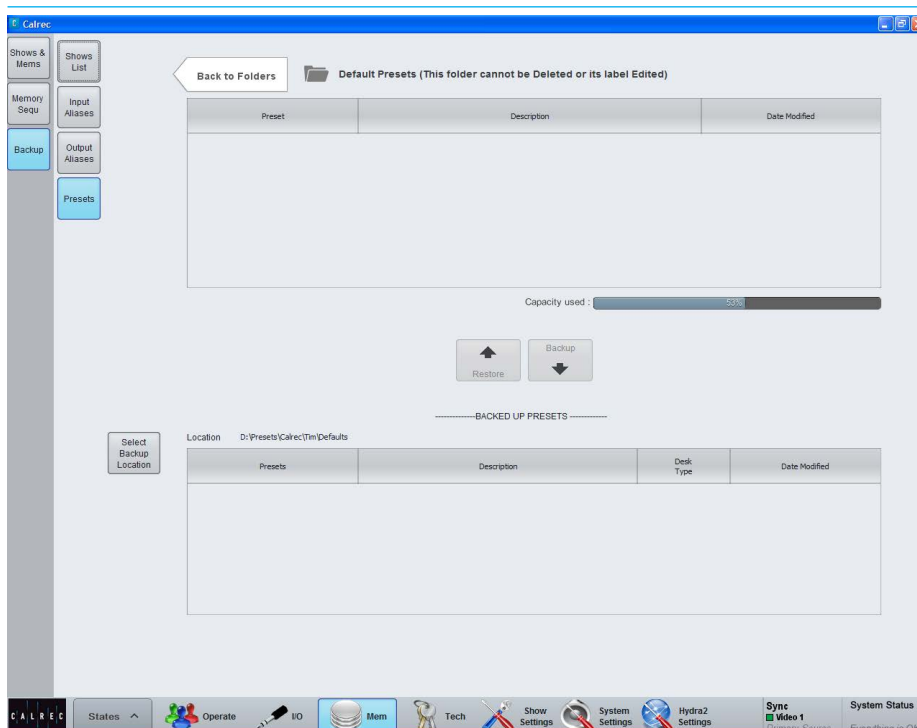 Calrec
Shows & Mems
Shows List
Memory Sequ
Input Aliases
Backup
Output Aliases
Presets
Back to Folders
Default Presets (This folder cannot be Deleted or its label Edited)
Preset Description Date Modified
Capacity used : 53%
Restore
Backup
--------------BACKED UP PRESETS -------------
Select Backup Location
Location D:\Presets\Calrec\Tim\Defaults
Presets Description Desk Type Date Modified
CALREC
States
Operate
I/O
Mem
Tech
Show Settings
System Settings
Hydra2 Settings
Sync
Video 1
System Status